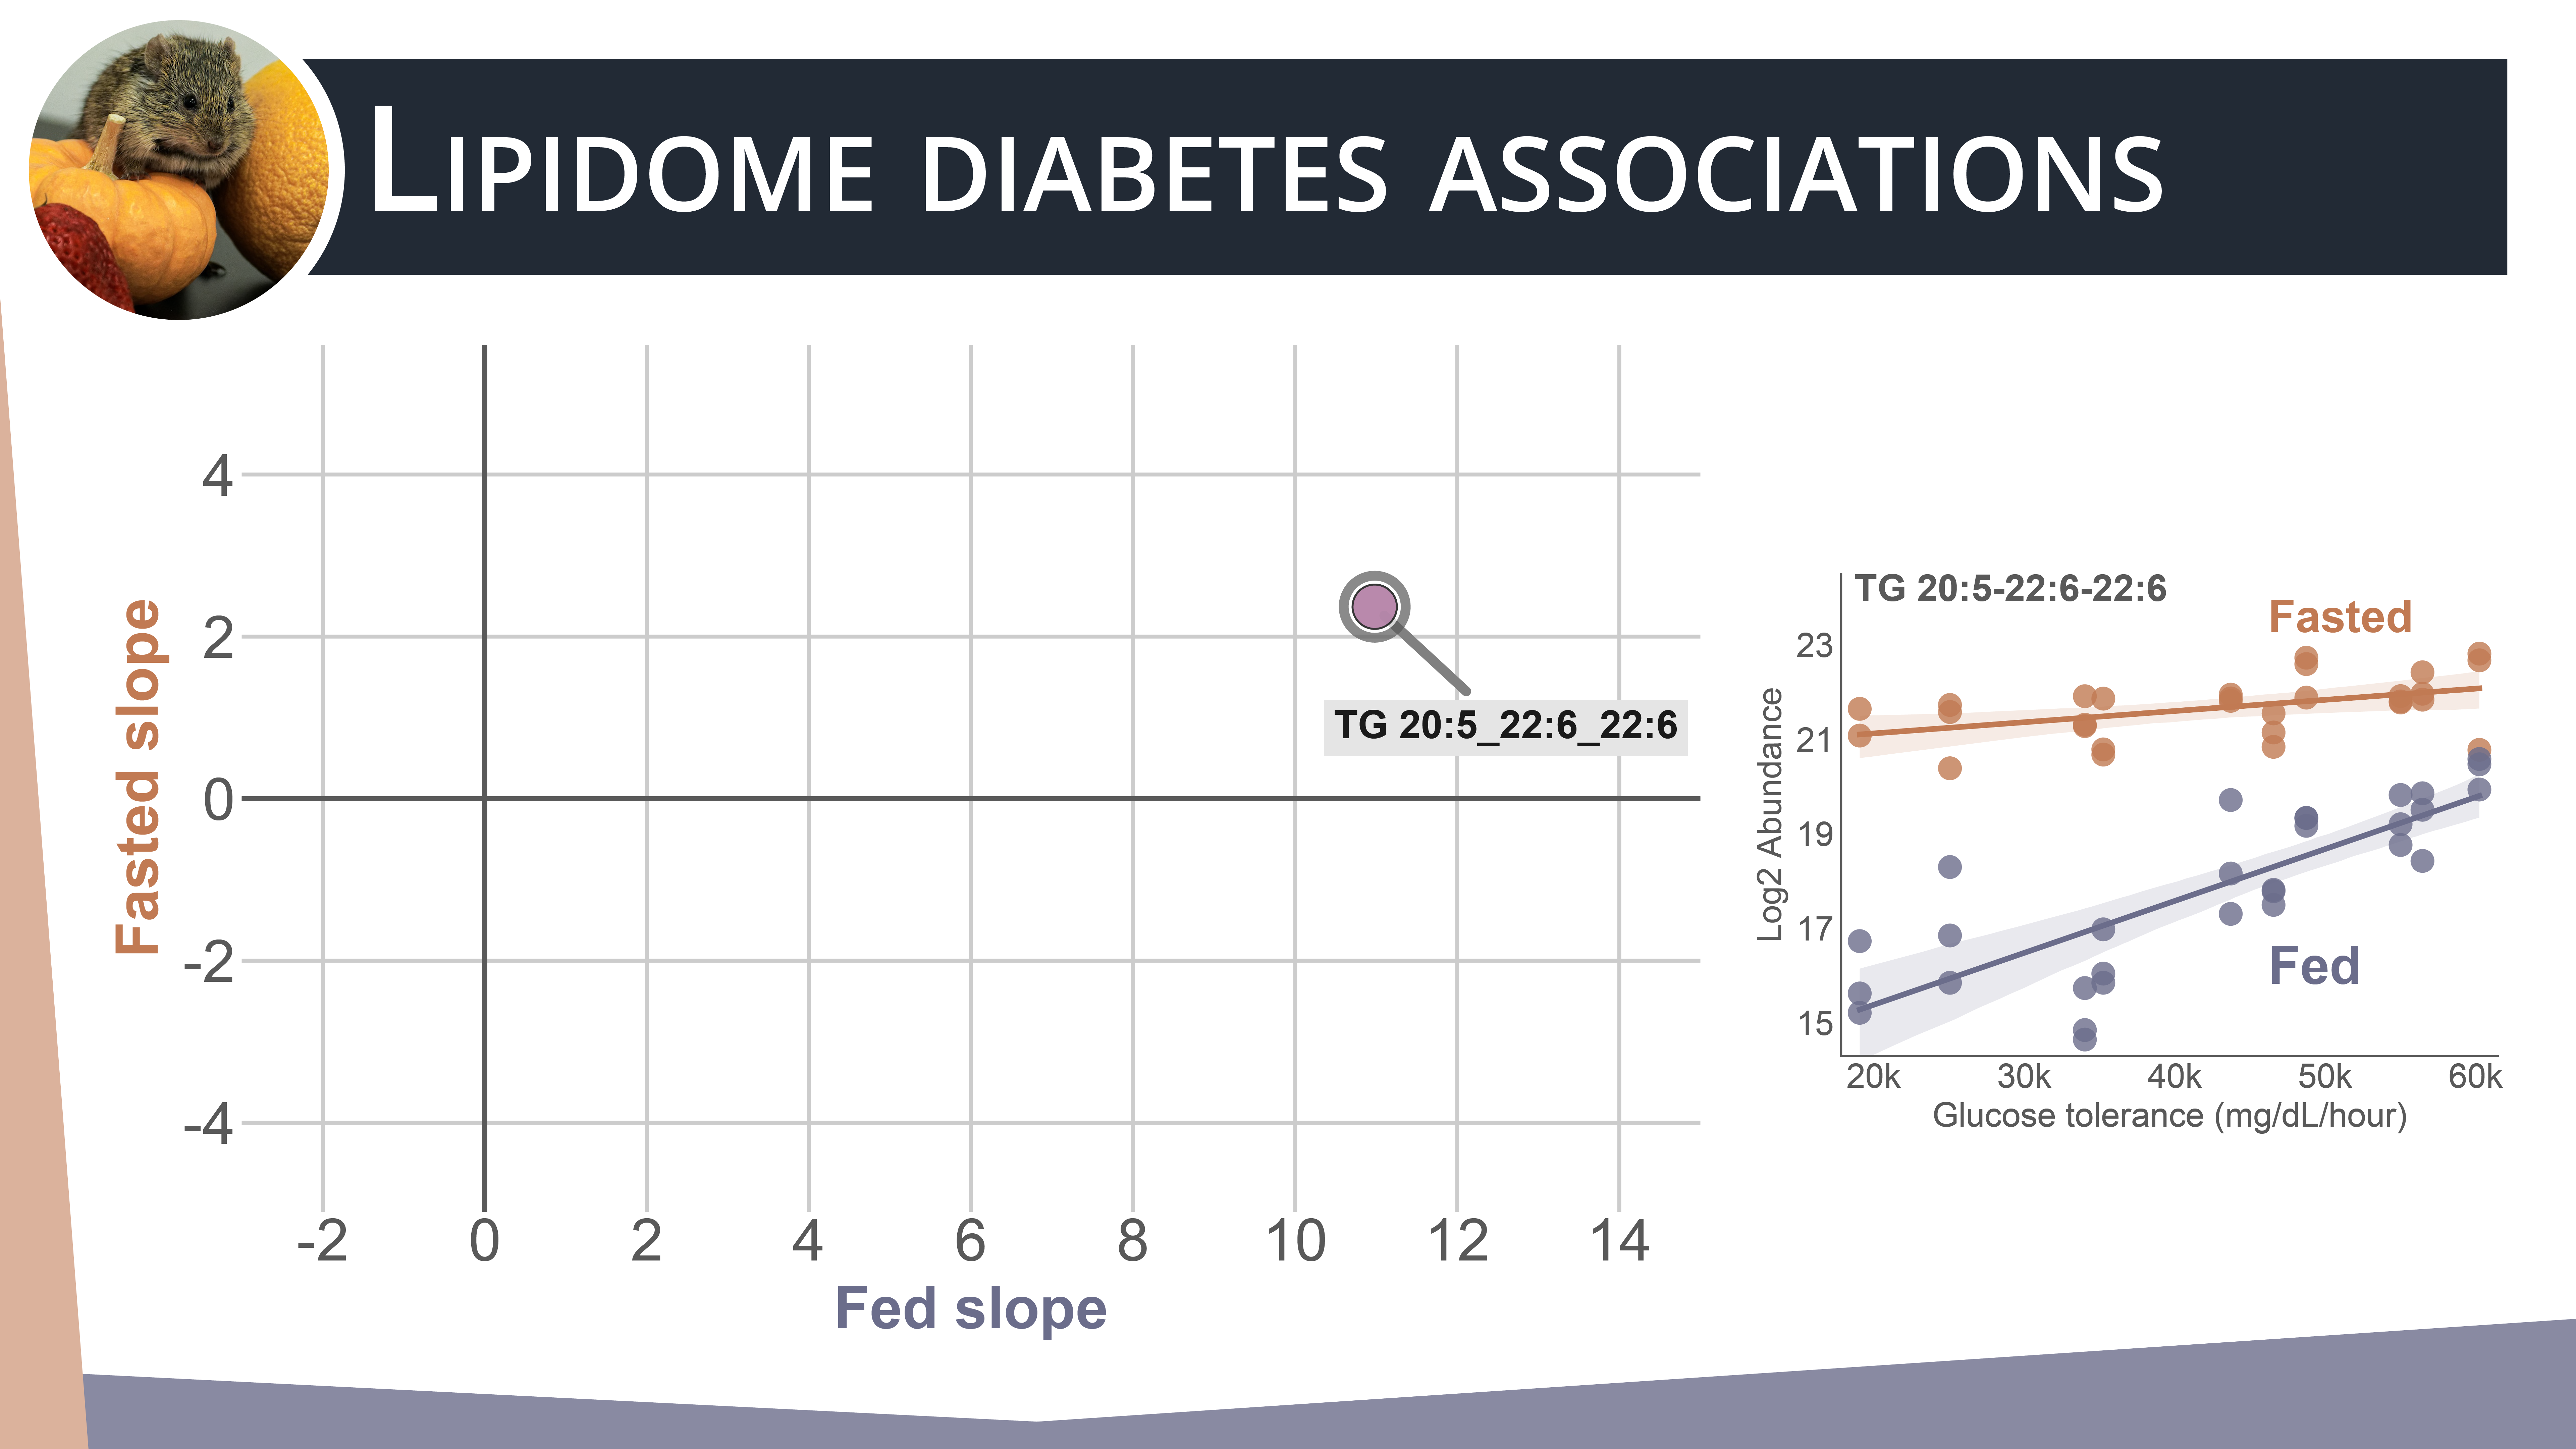 LIPIDOME DIABETES ASSOCIATIONS
4
2
0
-2
-4
Fasted slope
-2 0 2 4 6 8 10 12 14
Fed slope
TG 20:5_22:6_22:6
TG 20:5-22:6-22:6
Fasted
Fed
23
21
19
17
15
Log2 Abundance
20k 30k 40k 50k 60k
Glucose tolerance (mg/dL/hour)